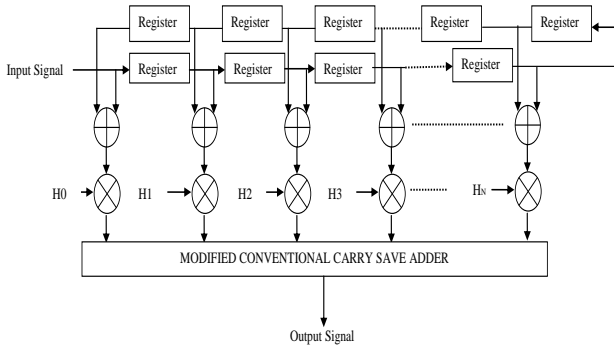 Register Register Register Register Register
Input Signal Register Register Register Register
H0 H1 H2 H3 HN
MODIFIED CONVENTIONAL CARRY SAVE ADDER
Output Signal